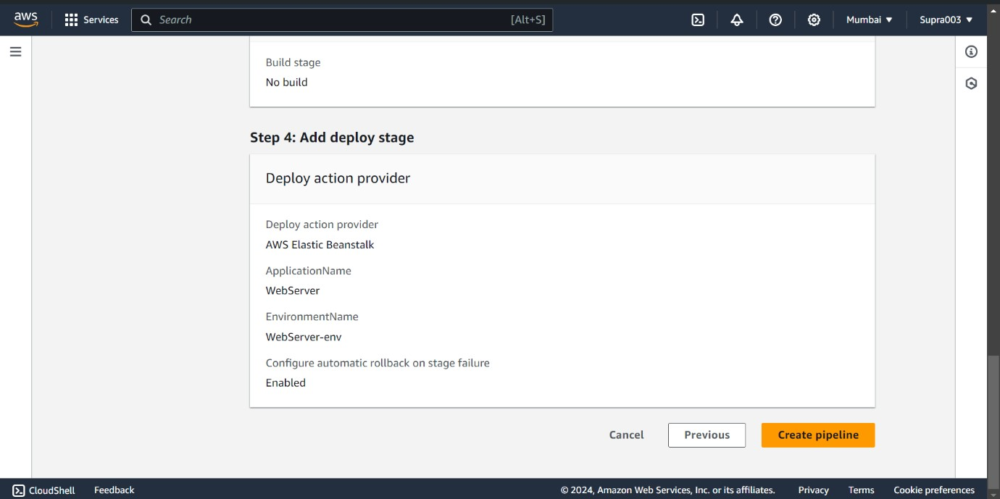 aws Services Search [Alt+S] Mumbai Supra003
Build stage
No build
Step 4: Add deploy stage
Deploy action provider
Deploy action provider
AWS Elastic Beanstalk
ApplicationName
WebServer
EnvironmentName
WebServer-env
Configure automatic rollback on stage failure
Enabled
Cancel Previous Create pipeline
CloudShell Feedback © 2024, Amazon Web Services, Inc. or its affiliates. Privacy Terms Cookie preferences